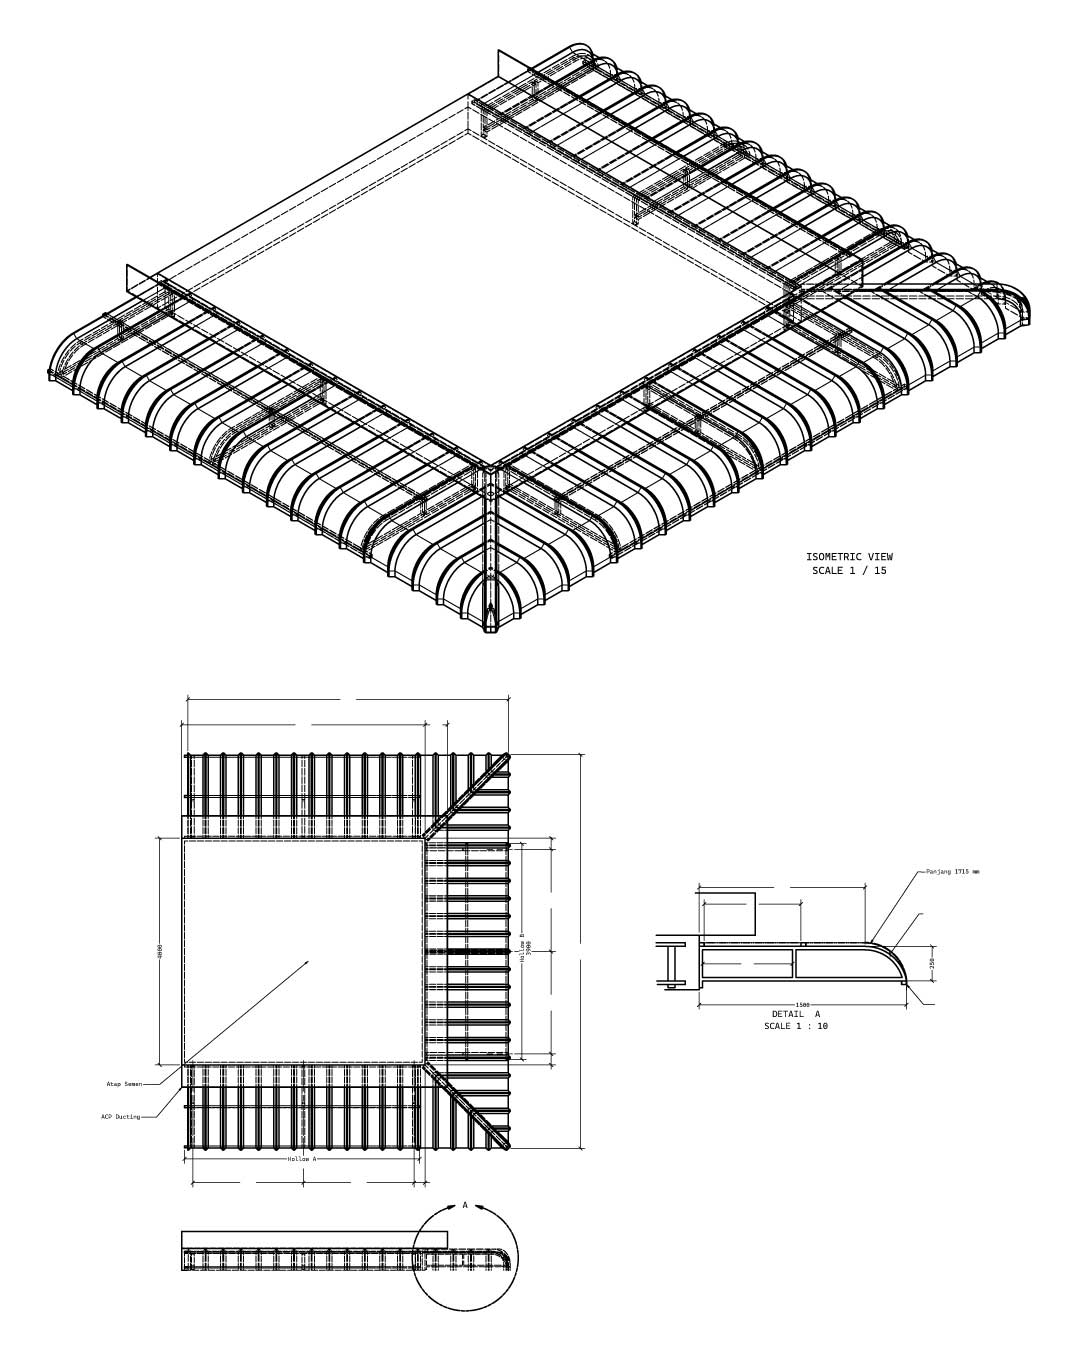 ISOMETRIC VIEW
SCALE 1 / 15
4000
Hollow B
3900
Atap Semen
ACP Ducting
Hollow A
Panjang 1715 mm
250
1500
DETAIL A
SCALE 1 : 10
A